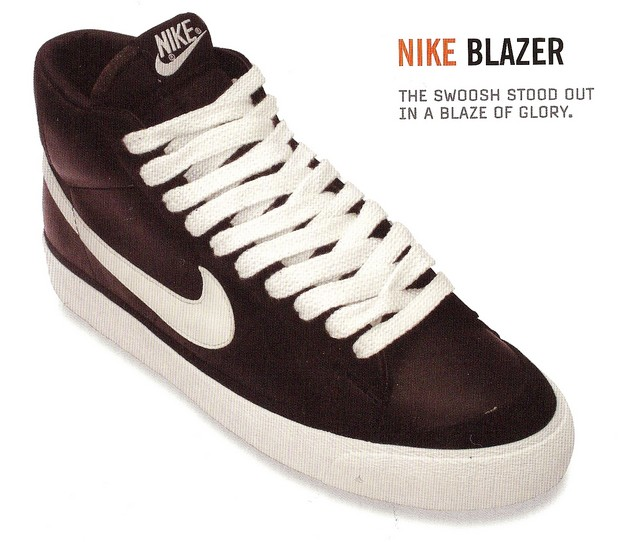 NIKE
NIKE BLAZER
THE SWOOSH STOOD OUT
IN A BLAZE OF GLORY.